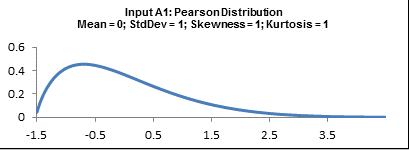 Input A1: Pearson Distribution
Mean = 0; StdDev = 1; Skewness = 1; Kurtosis = 1
0.6
0.4
0.2
0
-1.5 -0.5 0.5 1.5 2.5 3.5